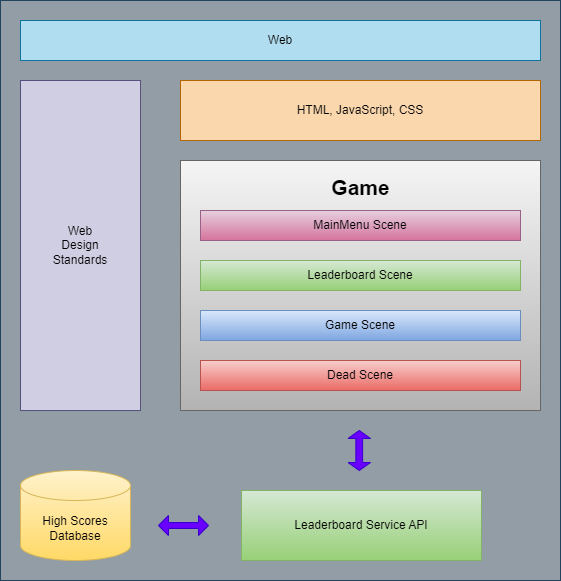 Web
HTML, JavaScript, CSS
Web
Design
Standards
Game
MainMenu Scene
Leaderboard Scene
Game Scene
Dead Scene
High Scores
Database
Leaderboard Service API